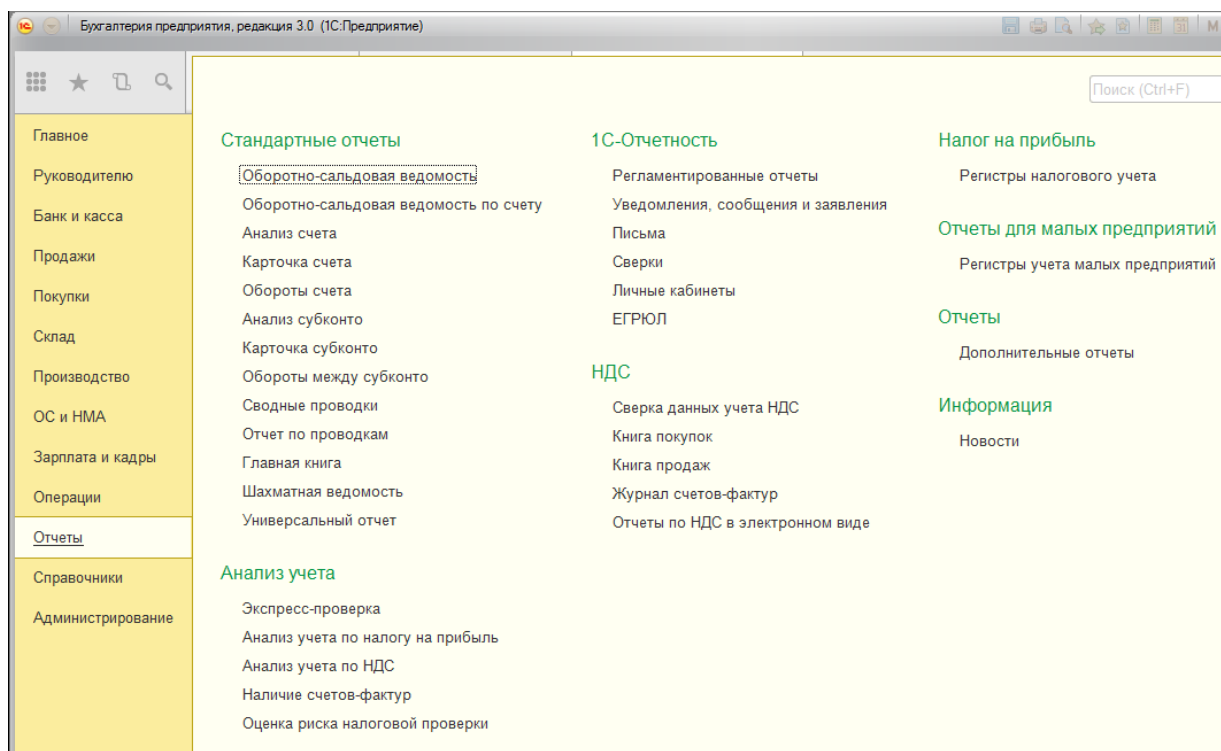 1С Бухгалтерия предприятия, редакция 3.0 (1С:Предприятие)
31 M
Поиск (Ctrl+F)
Главное
Руководителю
Банк и касса
Продажи
Покупки
Склад
Производство
ОС и НМА
Зарплата и кадры
Операции
Отчеты
Справочники
Администрирование
Стандартные отчеты
Оборотно-сальдовая ведомость
Оборотно-сальдовая ведомость по счету
Анализ счета
Карточка счета
Обороты счета
Анализ субконто
Карточка субконто
Обороты между субконто
Сводные проводки
Отчет по проводкам
Главная книга
Шахматная ведомость
Универсальный отчет
Анализ учета
Экспресс-проверка
Анализ учета по налогу на прибыль
Анализ учета по НДС
Наличие счетов-фактур
Оценка риска налоговой проверки
1С-Отчетность
Регламентированные отчеты
Уведомления, сообщения и заявления
Письма
Сверки
Личные кабинеты
ЕГРЮЛ
НДС
Сверка данных учета НДС
Книга покупок
Книга продаж
Журнал счетов-фактур
Отчеты по НДС в электронном виде
Налог на прибыль
Регистры налогового учета
Отчеты для малых предприятий
Регистры учета малых предприятий
Отчеты
Дополнительные отчеты
Информация
Новости